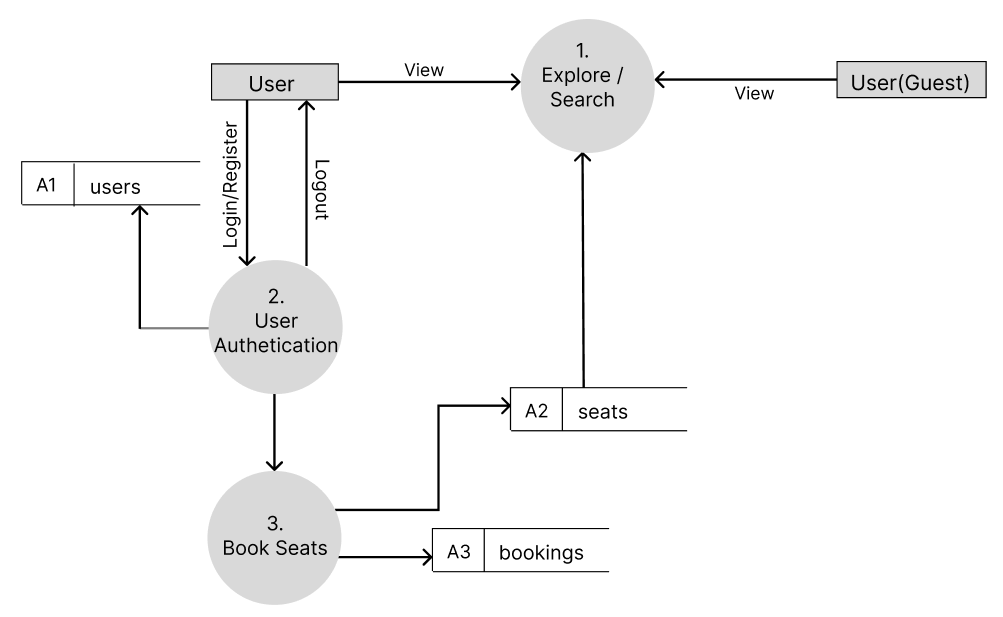 1.
Explore /
Search
User
View
User(Guest)
View
Login/Register
Logout
A1
users
2.
User
Authetication
A2
seats
3.
Book Seats
A3
bookings